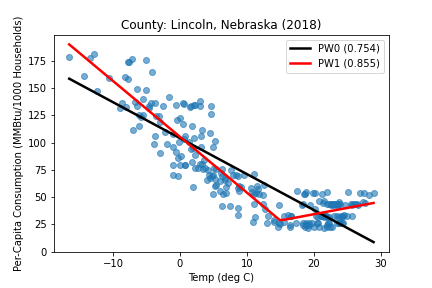 County: Lincoln, Nebraska (2018)
PW0 (0.754)
PW1 (0.855)
Per-Capita Consumption (MMBtu/1000 Households)
175
150
125
100
75
50
25
0
−10
0
10
20
30
Temp (deg C)